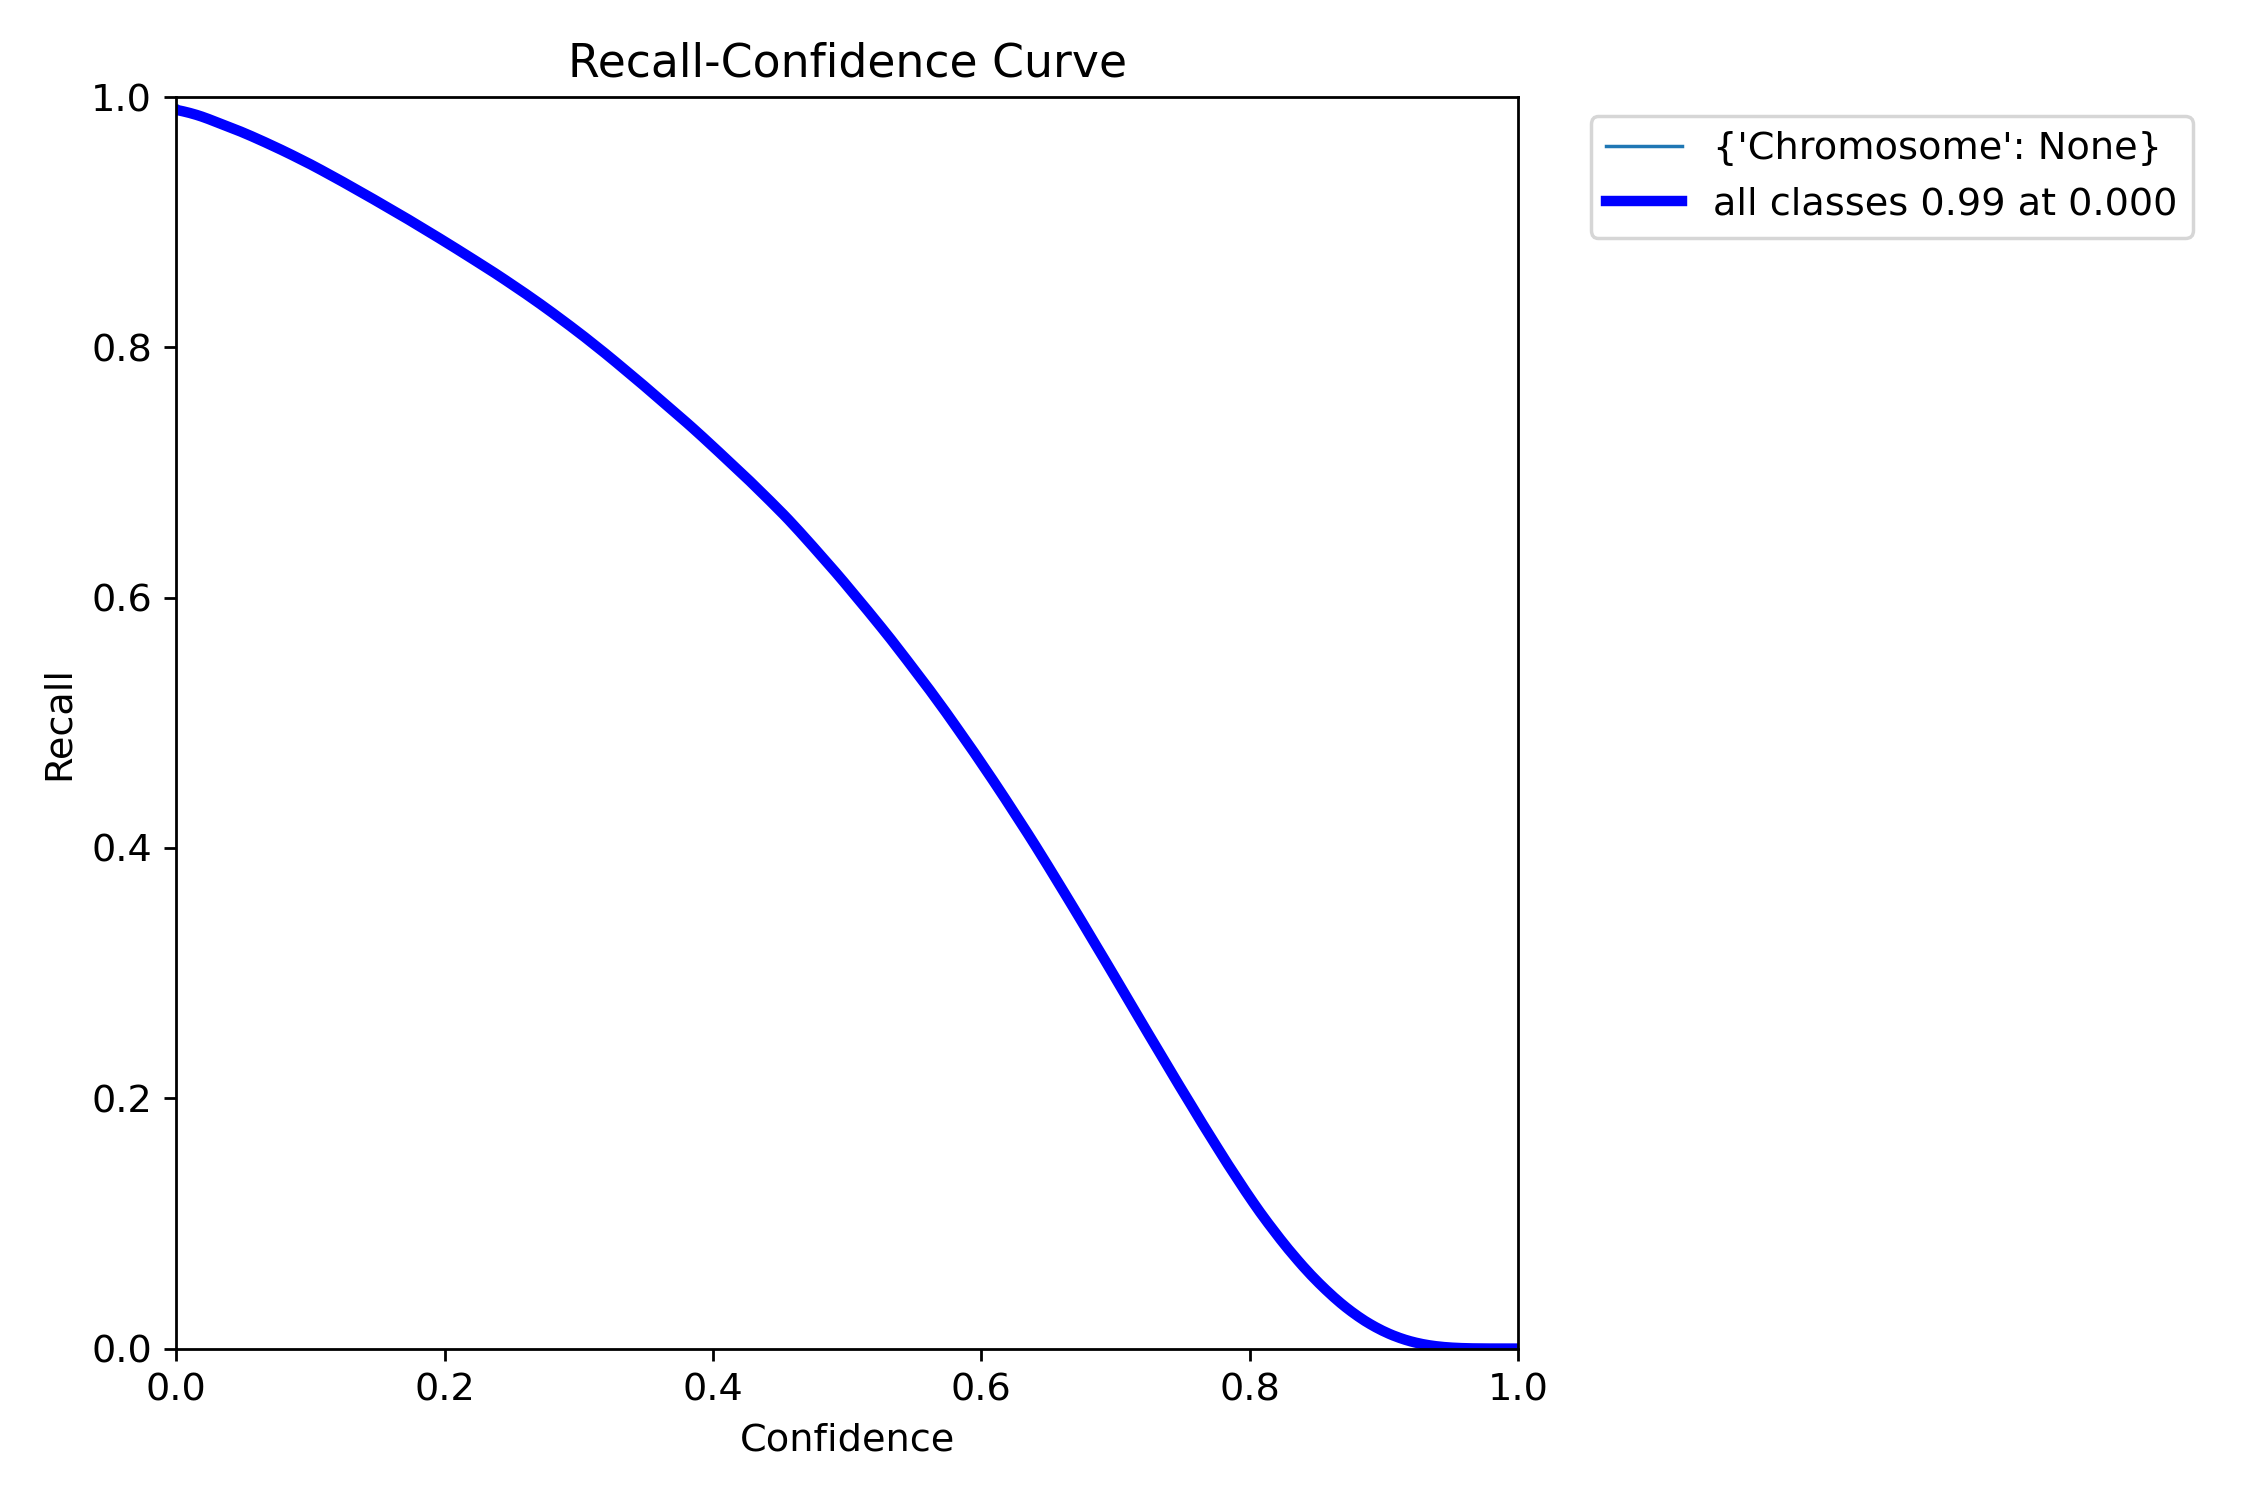 Recall-Confidence Curve
1.0
0.8
0.6
0.4
0.2
0.0
Recall
0.0 0.2 0.4 0.6 0.8 1.0
Confidence
{'Chromosome': None}
all classes 0.99 at 0.000